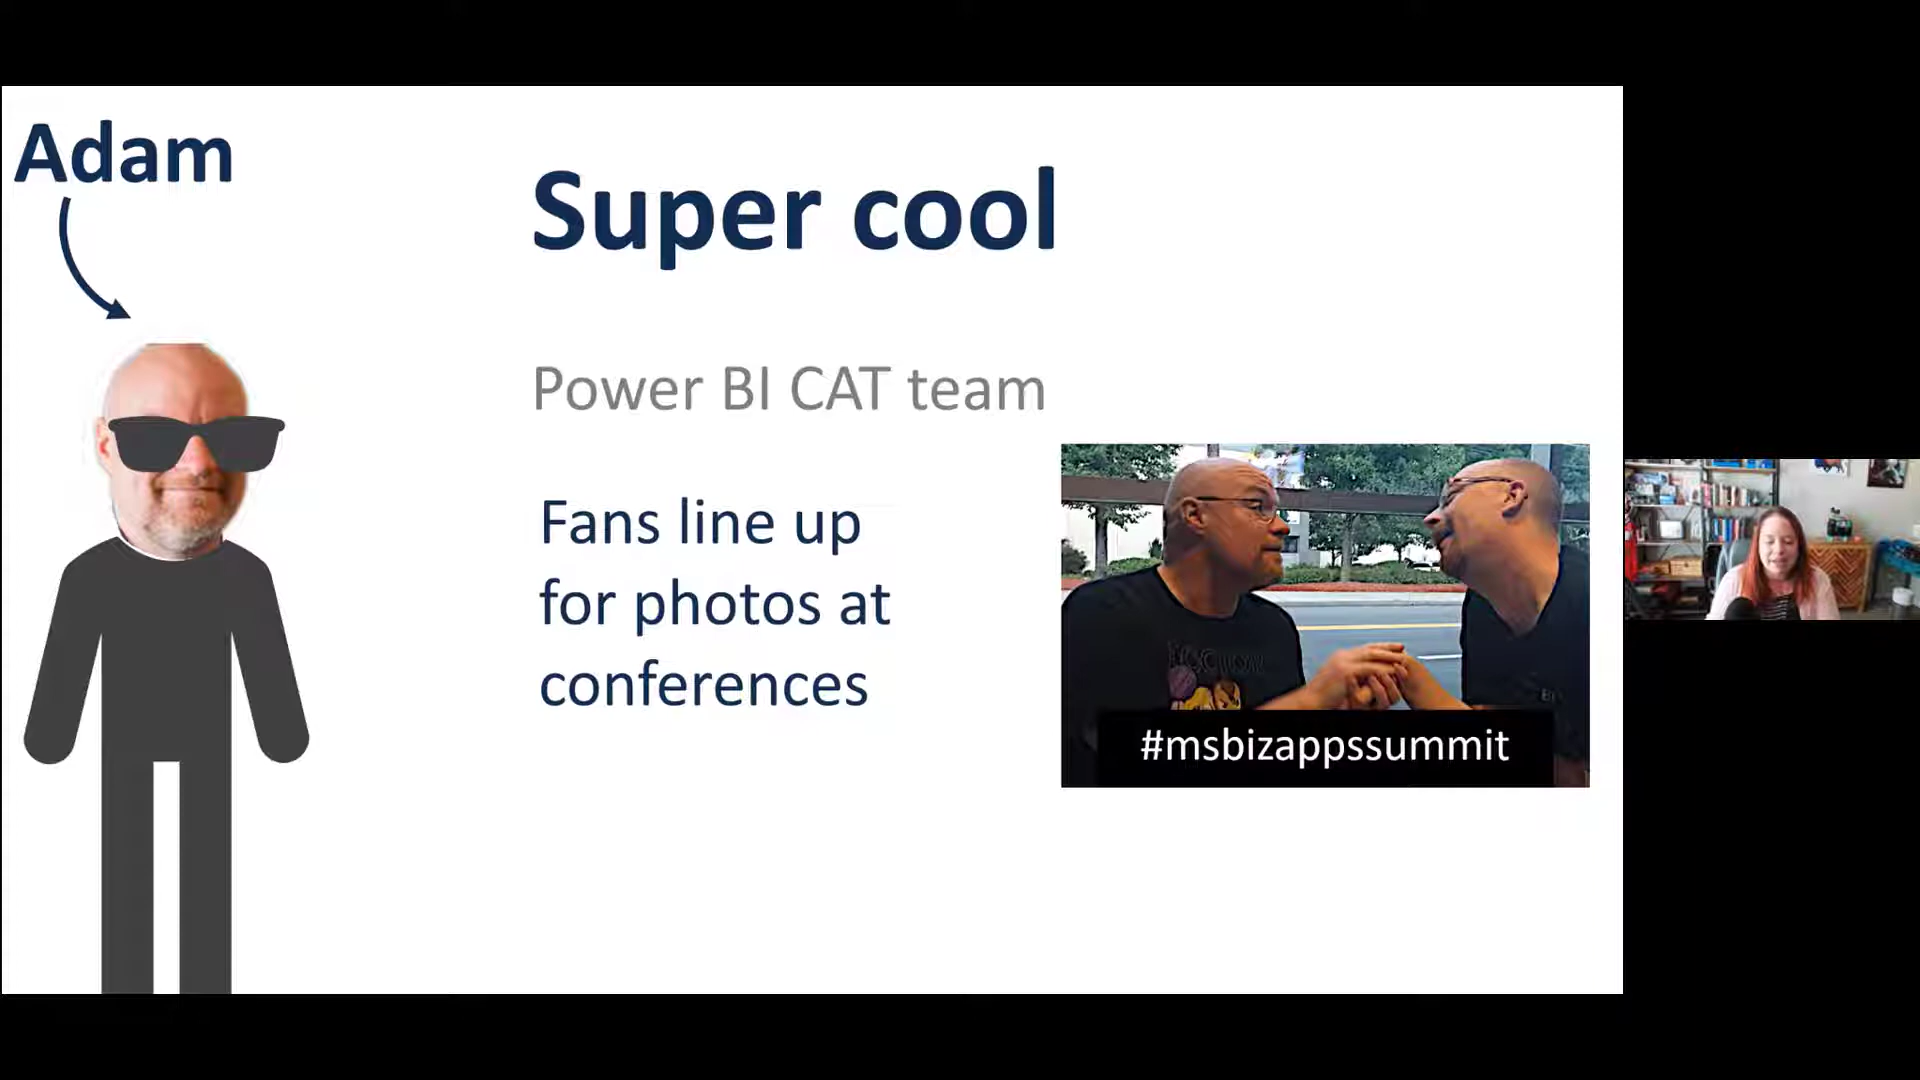 Adam
Super cool
Power BI CAT team
Fans line up
for photos at
conferences
#msbizappssummit